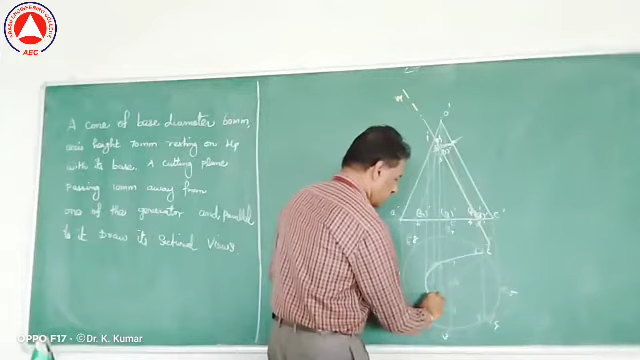 AEC
A cone of base diameter 60mm,
axis height 70mm resting on Hp
with its base. A cutting plane
passing 10mm away from
one of the generator and parallel
to it. Draw its Sectional Views.
o'
a'
OPPO F17 ©Dr. K. Kumar